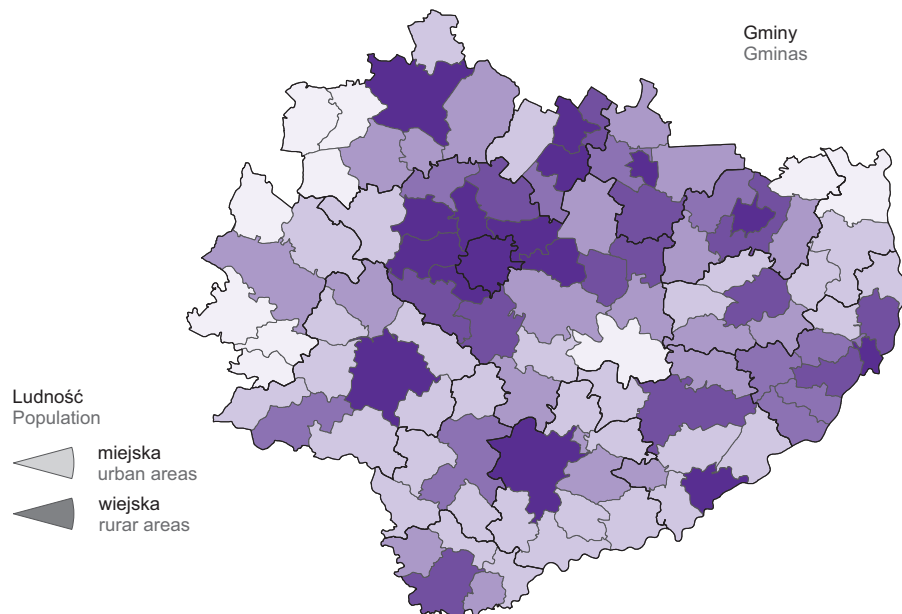 Gminy
Gminas
Ludność
Population
miejska
urban areas
wiejska
rurar areas